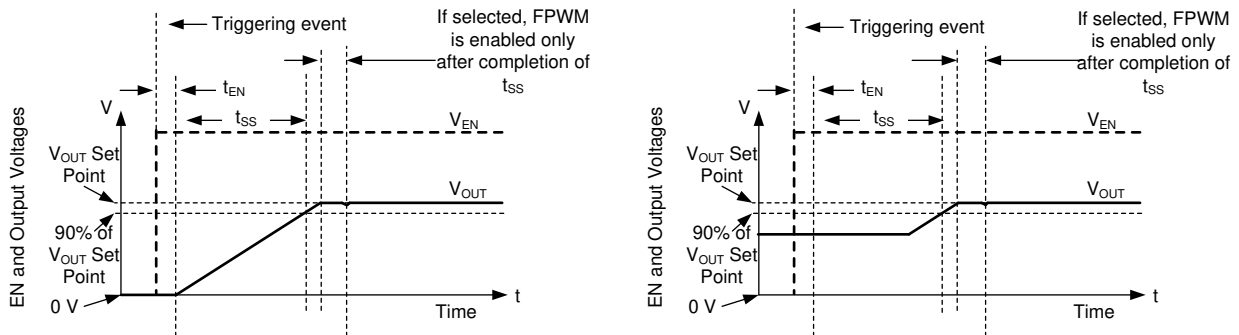 Triggering event
If selected, FPWM
is enabled only
after completion of
tSS
tEN
V
tSS
VEN
VOUT Set
Point
VOUT
90% of
VOUT Set
Point
0 V
t
Time
EN and Output Voltages
Triggering event
If selected, FPWM
is enabled only
after completion of
tSS
tEN
V
tSS
VEN
VOUT Set
Point
VOUT
90% of
VOUT Set
Point
0 V
t
Time
EN and Output Voltages